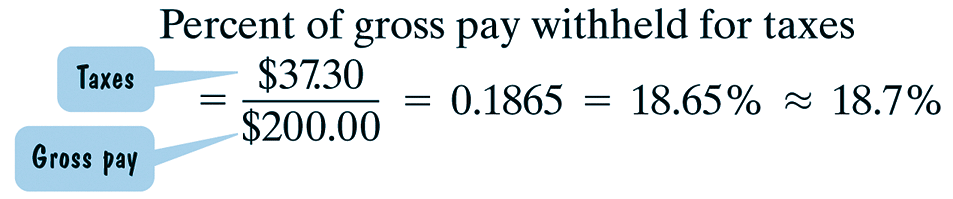 Percent of gross pay withheld for taxes
Taxes
= $37.30 / $200.00 = 0.1865 = 18.65% ≈ 18.7%
Gross pay